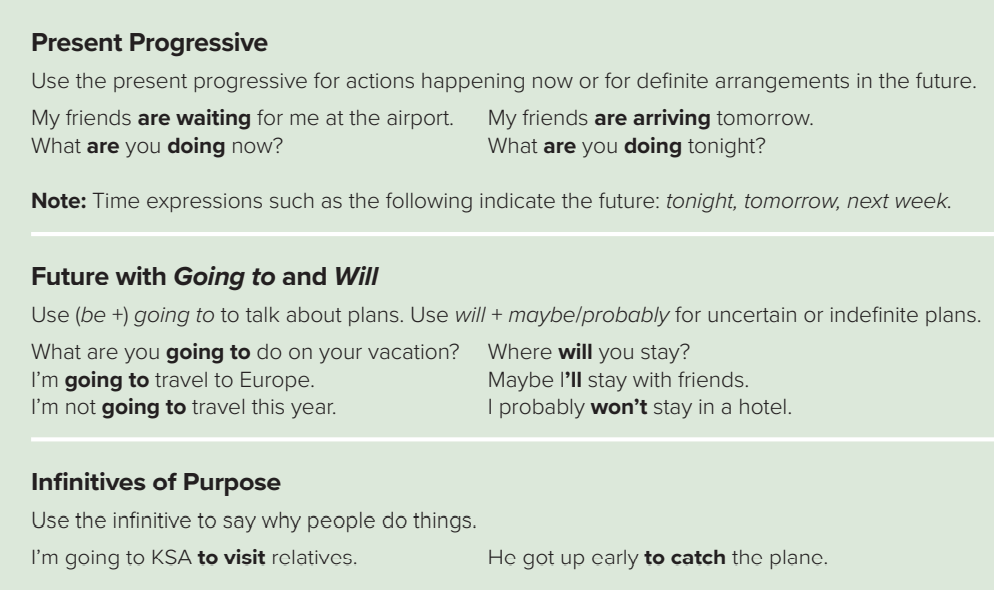 Present Progressive
Use the present progressive for actions happening now or for definite arrangements in the future.
My friends are waiting for me at the airport. My friends are arriving tomorrow.
What are you doing now? What are you doing tonight?
Note: Time expressions such as the following indicate the future: tonight, tomorrow, next week.
Future with Going to and Will
Use (be +) going to to talk about plans. Use will + maybe/probably for uncertain or indefinite plans.
What are you going to do on your vacation? Where will you stay?
I'm going to travel to Europe. Maybe I'll stay with friends.
I'm not going to travel this year. I probably won't stay in a hotel.
Infinitives of Purpose
Use the infinitive to say why people do things.
I'm going to KSA to visit relatives. He got up early to catch the plane.